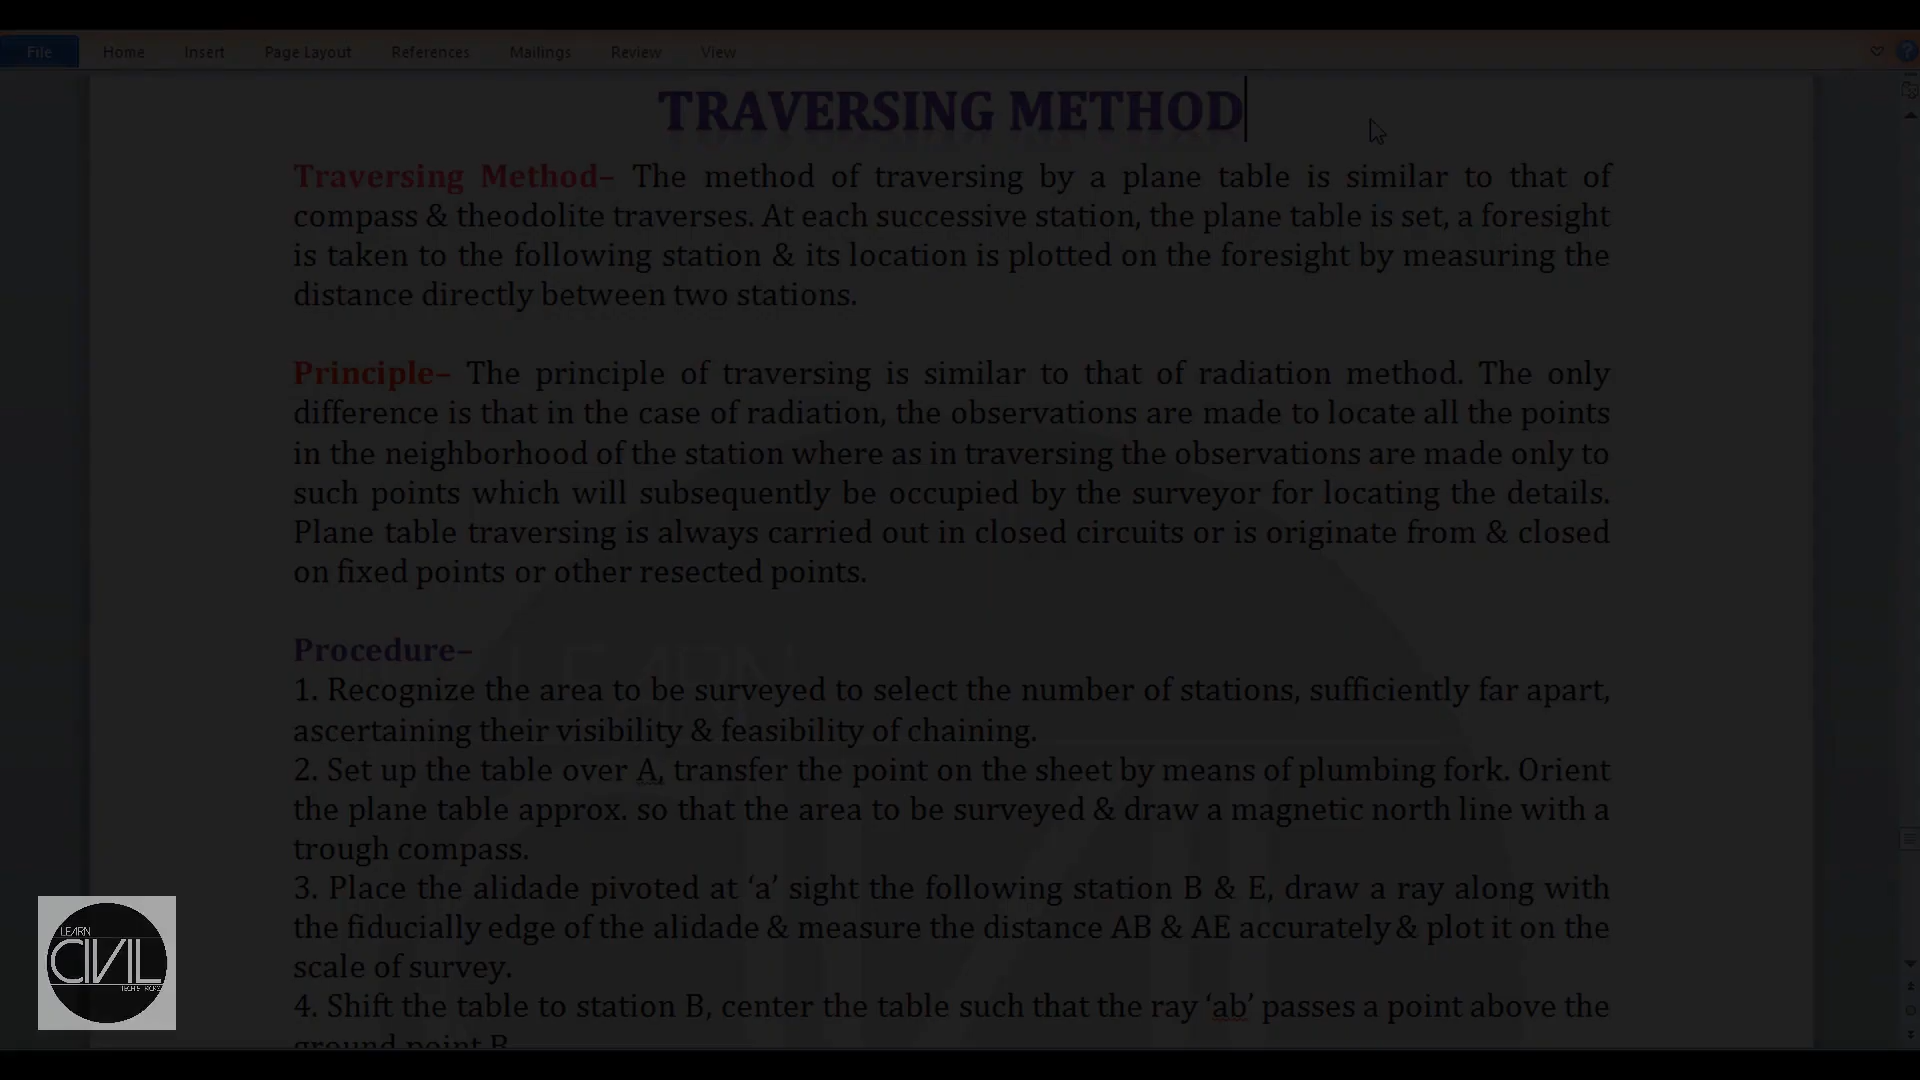 File Home Insert Page Layout References Mailings Review View
TRAVERSING METHOD
Traversing Method– The method of traversing by a plane table is similar to that of
compass & theodolite traverses. At each successive station, the plane table is set, a foresight
is taken to the following station & its location is plotted on the foresight by measuring the
distance directly between two stations.
Principle– The principle of traversing is similar to that of radiation method. The only
difference is that in the case of radiation, the observations are made to locate all the points
in the neighborhood of the station where as in traversing the observations are made only to
such points which will subsequently be occupied by the surveyor for locating the details.
Plane table traversing is always carried out in closed circuits or is originate from & closed
on fixed points or other resected points.
Procedure–
1. Recognize the area to be surveyed to select the number of stations, sufficiently far apart,
ascertaining their visibility & feasibility of chaining.
2. Set up the table over A, transfer the point on the sheet by means of plumbing fork. Orient
the plane table approx. so that the area to be surveyed & draw a magnetic north line with a
trough compass.
3. Place the alidade pivoted at ‘a’ sight the following station B & E, draw a ray along with
the fiducially edge of the alidade & measure the distance AB & AE accurately & plot it on the
scale of survey.
4. Shift the table to station B, center the table such that the ray ‘ab’ passes a point above the
ground point B
LEARN
CIVIL